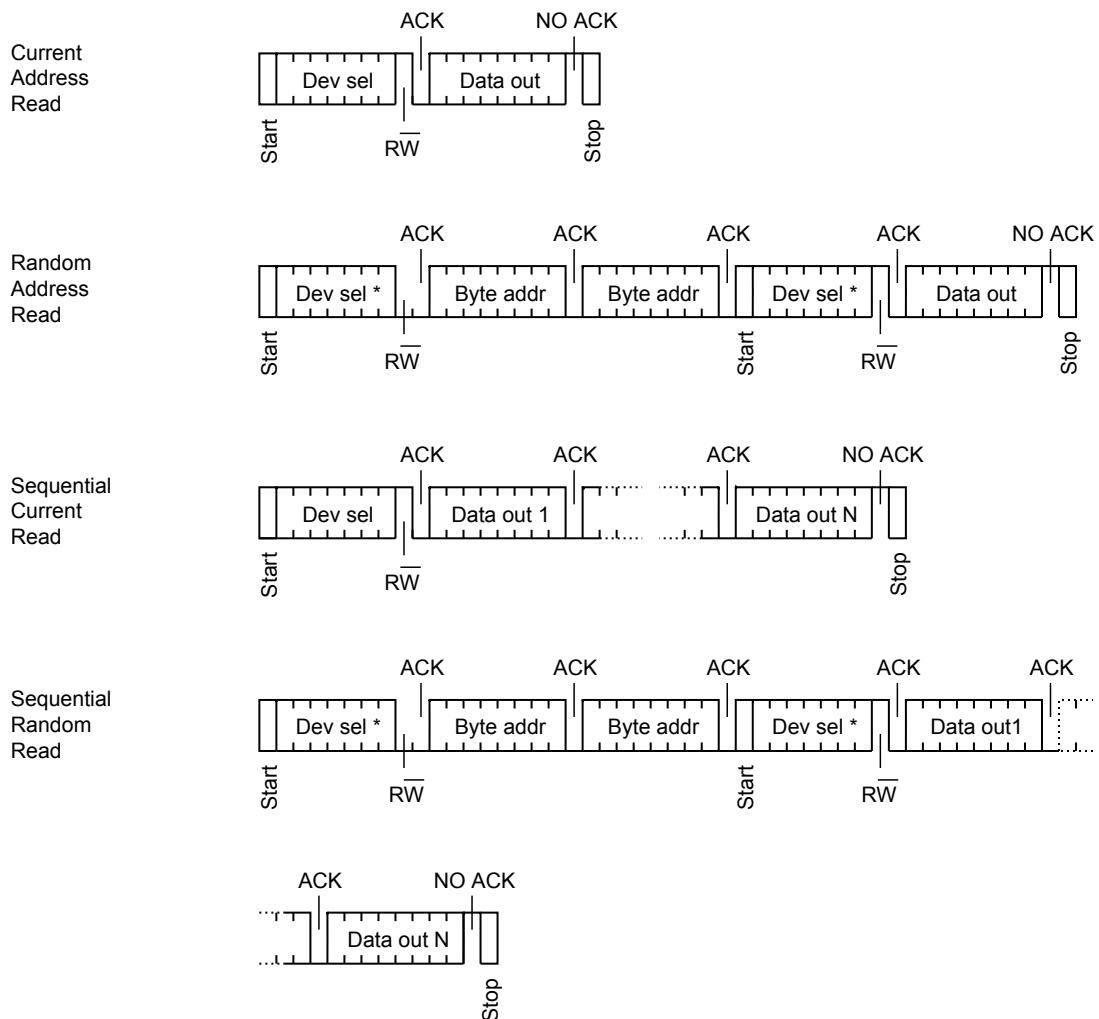 ACK NO ACK
Current
Address
Read
Dev sel Data out
Start RW̅ Stop
ACK ACK ACK ACK NO ACK
Random
Address
Read
Dev sel * Byte addr Byte addr Dev sel * Data out
Start RW̅ Start RW̅ Stop
ACK ACK ACK NO ACK
Sequential
Current
Read
Dev sel Data out 1 Data out N
Start RW̅ Stop
ACK ACK ACK ACK ACK
Sequential
Random
Read
Dev sel * Byte addr Byte addr Dev sel * Data out1
Start RW̅ Start RW̅
ACK NO ACK
Data out N
Stop